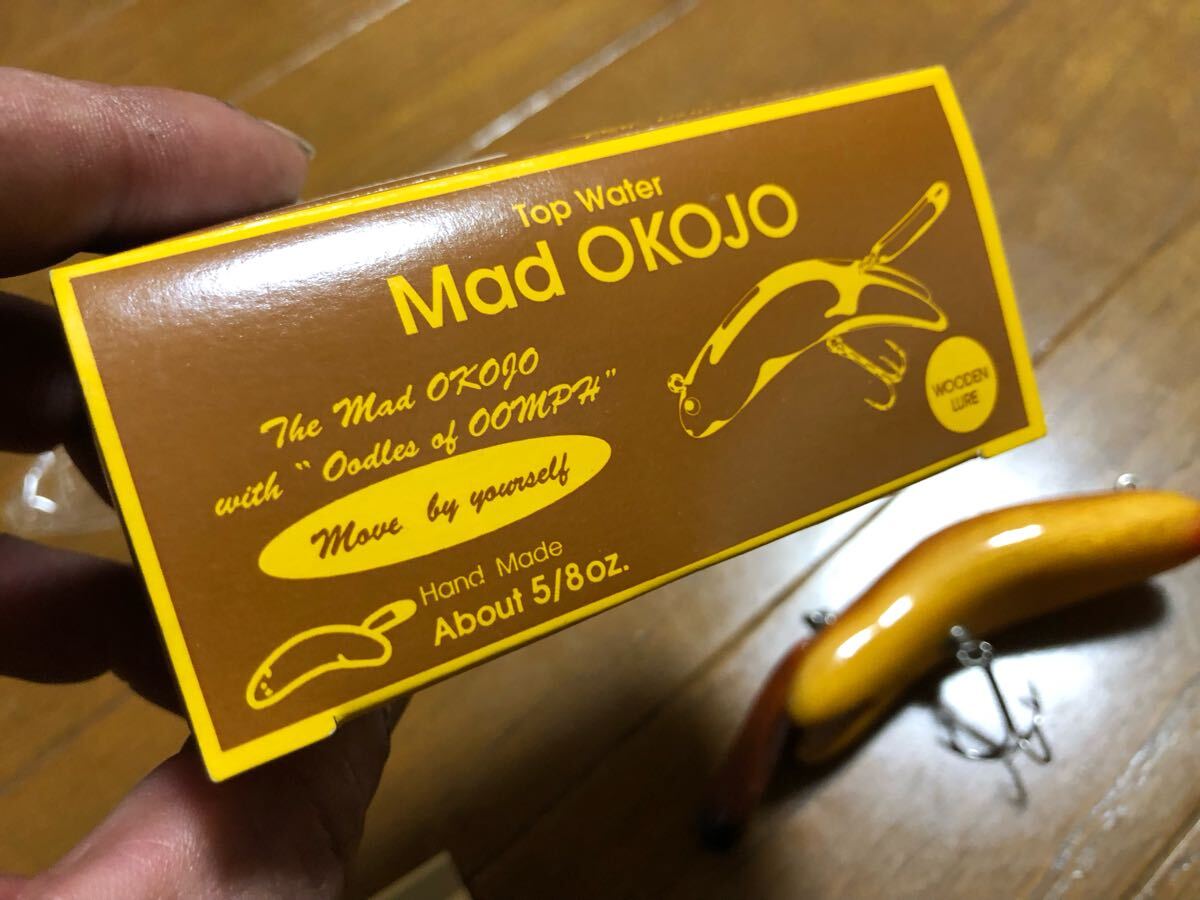 Top Water
Mad OKOJO
The Mad OKOJO
with "Oodles of OOMPH"
Move by yourself
Hand Made
About 5/8oz.
WOODEN
LURE